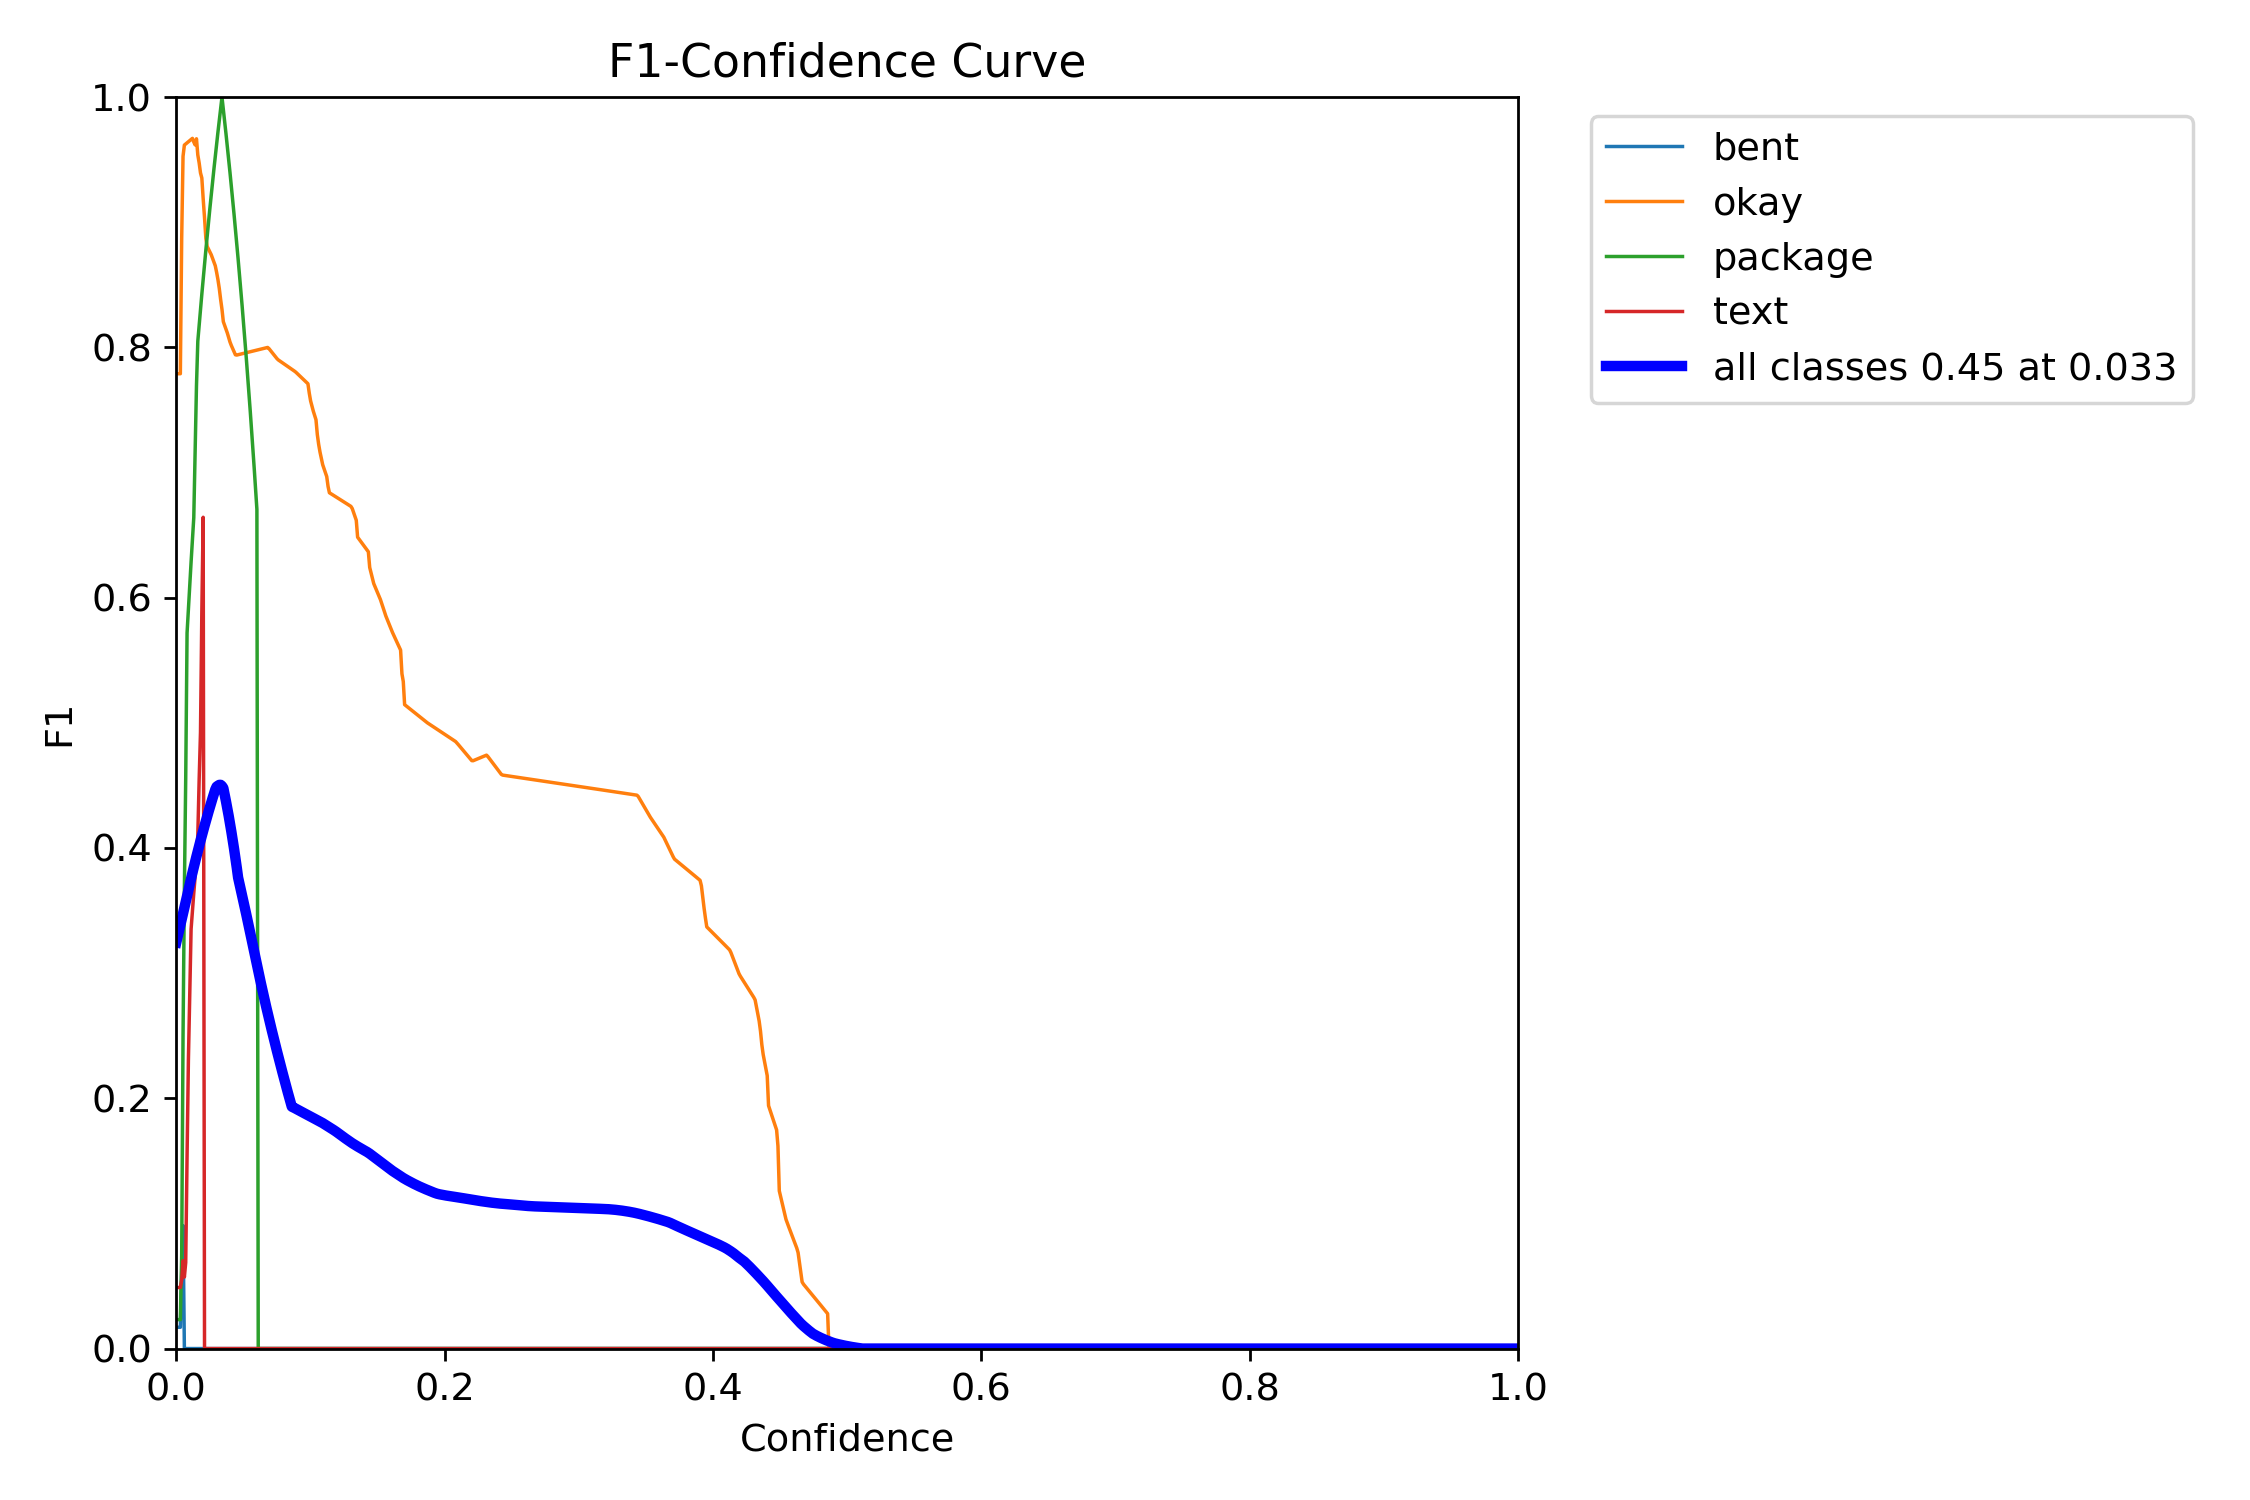 F1-Confidence Curve
1.0
0.8
0.6
0.4
0.2
0.0
F1
0.0 0.2 0.4 0.6 0.8 1.0
Confidence
bent
okay
package
text
all classes 0.45 at 0.033